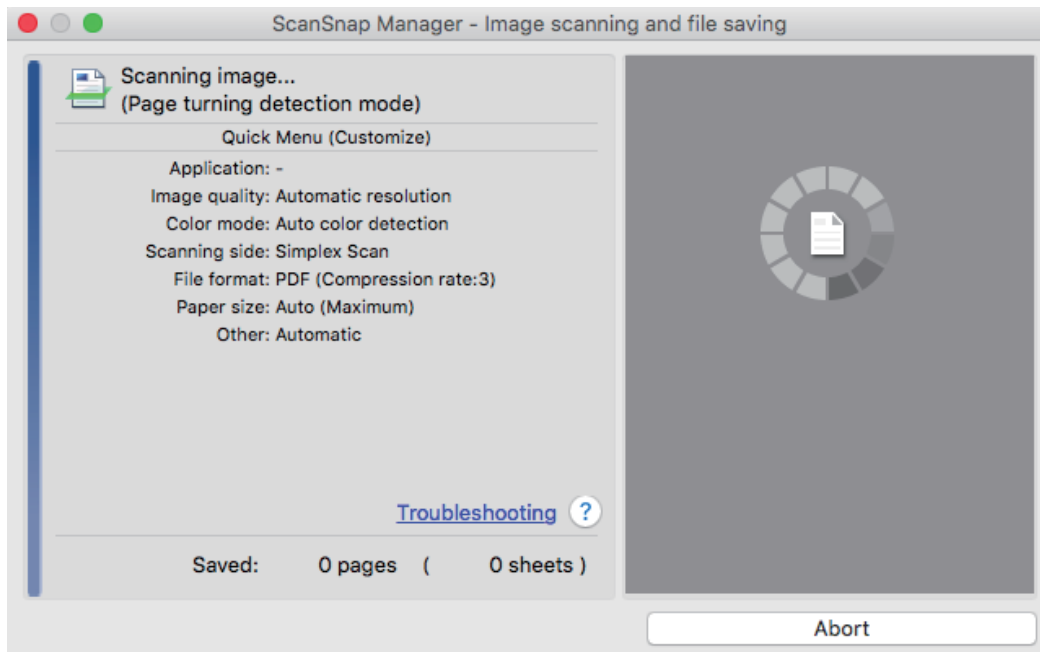 ScanSnap Manager - Image scanning and file saving
Scanning image...
(Page turning detection mode)
Quick Menu (Customize)
Application: -
Image quality: Automatic resolution
Color mode: Auto color detection
Scanning side: Simplex Scan
File format: PDF (Compression rate:3)
Paper size: Auto (Maximum)
Other: Automatic
Troubleshooting ?
Saved: 0 pages ( 0 sheets )
Abort